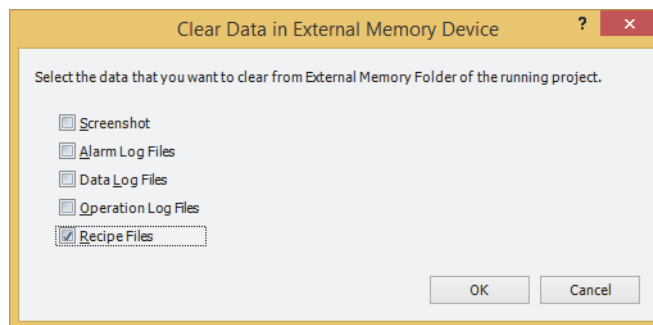 Clear Data in External Memory Device
?
Select the data that you want to clear from External Memory Folder of the running project.
Screenshot
Alarm Log Files
Data Log Files
Operation Log Files
Recipe Files
OK Cancel